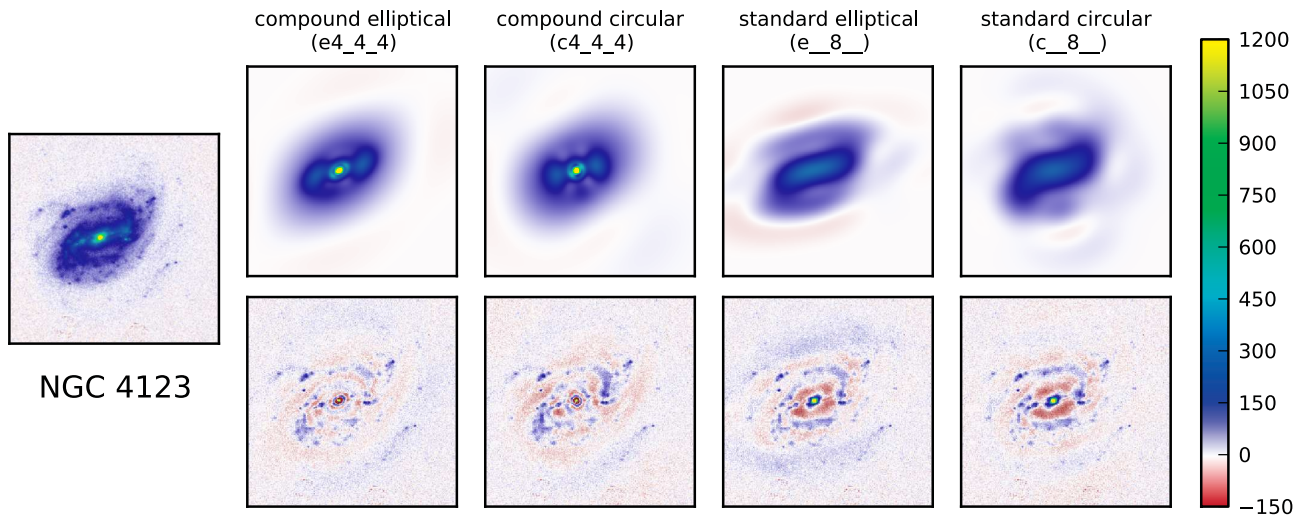 compound elliptical
(e4_4_4)
compound circular
(c4_4_4)
standard elliptical
(e__8__)
standard circular
(c__8__)
NGC 4123
1200
1050
900
750
600
450
300
150
0
−150